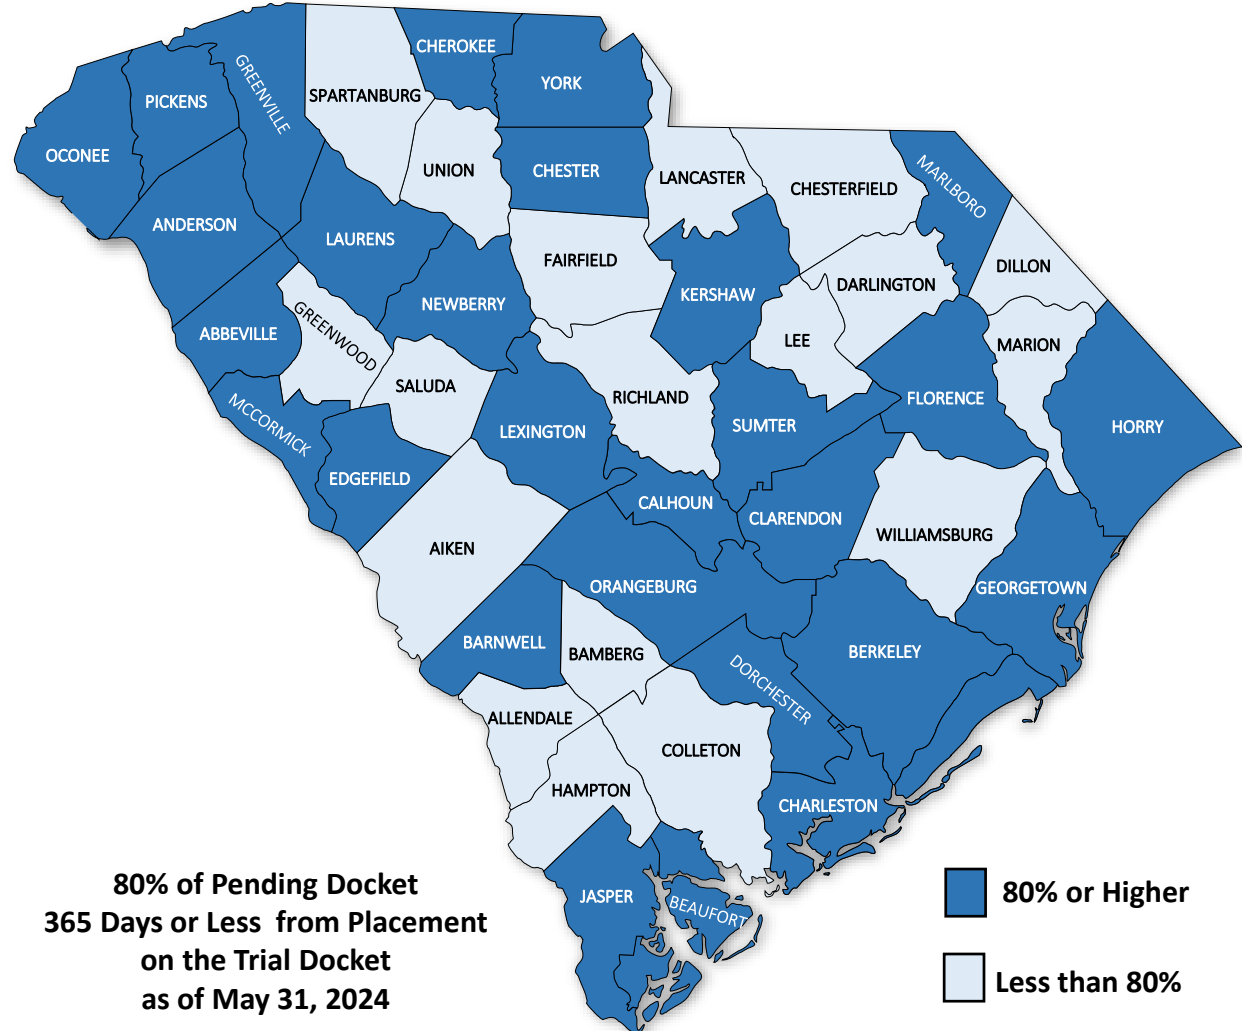 CHEROKEE
YORK
GREENVILLE
PICKENS
SPARTANBURG
OCONEE
UNION
CHESTER
LANCASTER
CHESTERFIELD
MARLBORO
ANDERSON
LAURENS
FAIRFIELD
DILLON
NEWBERRY
KERSHAW
DARLINGTON
ABBEVILLE
GREENWOOD
LEE
MARION
SALUDA
RICHLAND
FLORENCE
MCCORMICK
LEXINGTON
SUMTER
HORRY
EDGEFIELD
CALHOUN
CLARENDON
WILLIAMSBURG
AIKEN
ORANGEBURG
GEORGETOWN
BARNWELL
BAMBERG
BERKELEY
DORCHESTER
ALLENDALE
COLLETON
HAMPTON
CHARLESTON
JASPER
BEAUFORT
80% of Pending Docket
365 Days or Less from Placement
on the Trial Docket
as of May 31, 2024
80% or Higher
Less than 80%